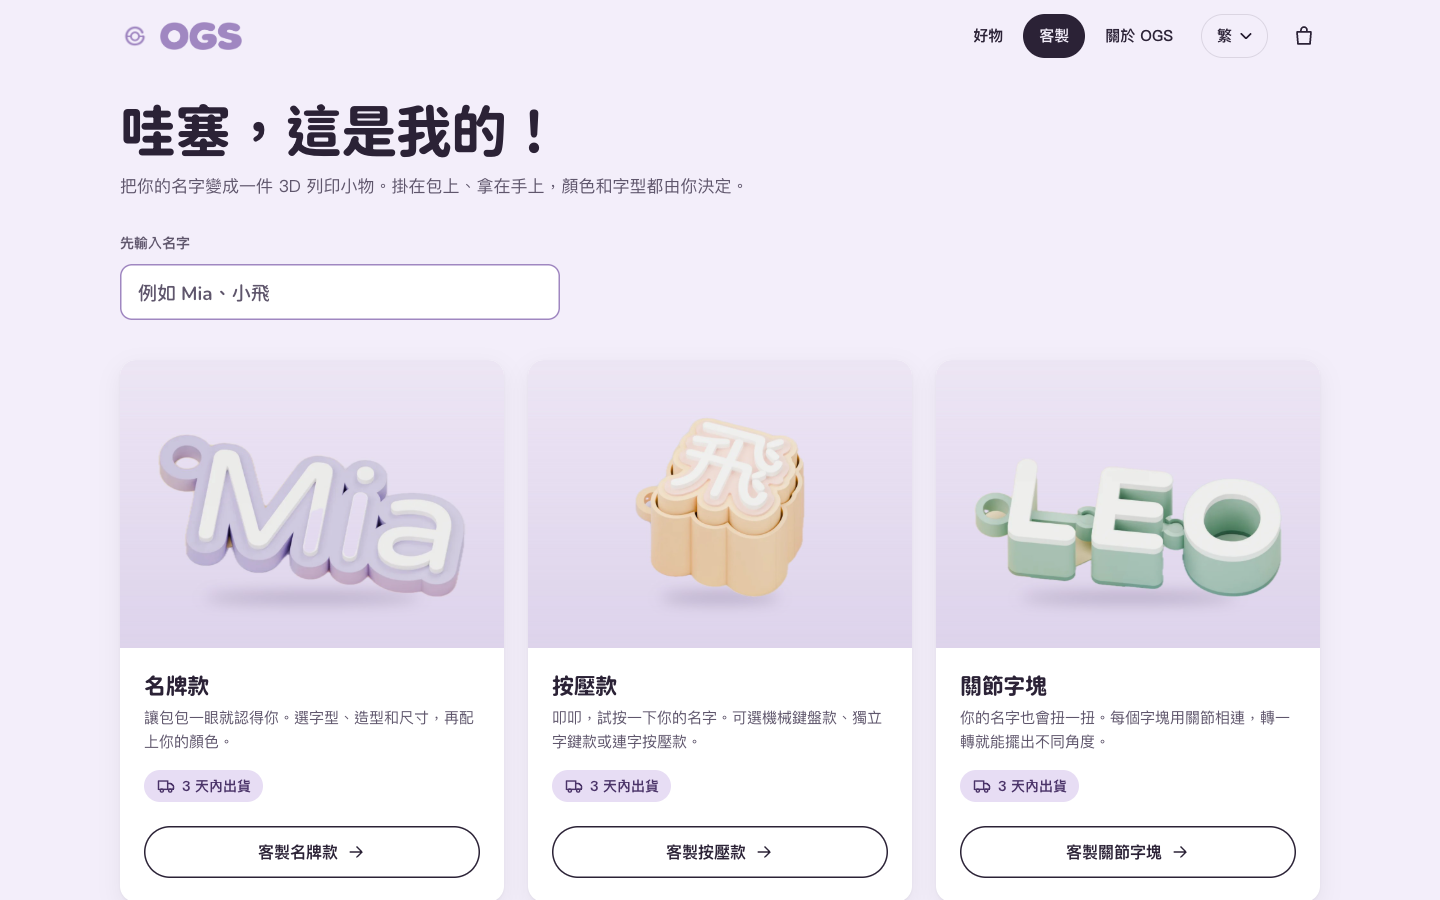 OGS
好物
客製
關於 OGS
繁
哇塞，這是我的！
把你的名字變成一件 3D 列印小物。掛在包上、拿在手上，顏色和字型都由你決定。
先輸入名字
例如 Mia、小飛
Mia
飛
LEO
名牌款
讓包包一眼就認得你。選字型、造型和尺寸，再配
上你的顏色。
3 天內出貨
客製名牌款
按壓款
叩叩，試按一下你的名字。可選機械鍵盤款、獨立
字鍵款或連字按壓款。
3 天內出貨
客製按壓款
關節字塊
你的名字也會扭一扭。每個字塊用關節相連，轉一
轉就能擺出不同角度。
3 天內出貨
客製關節字塊